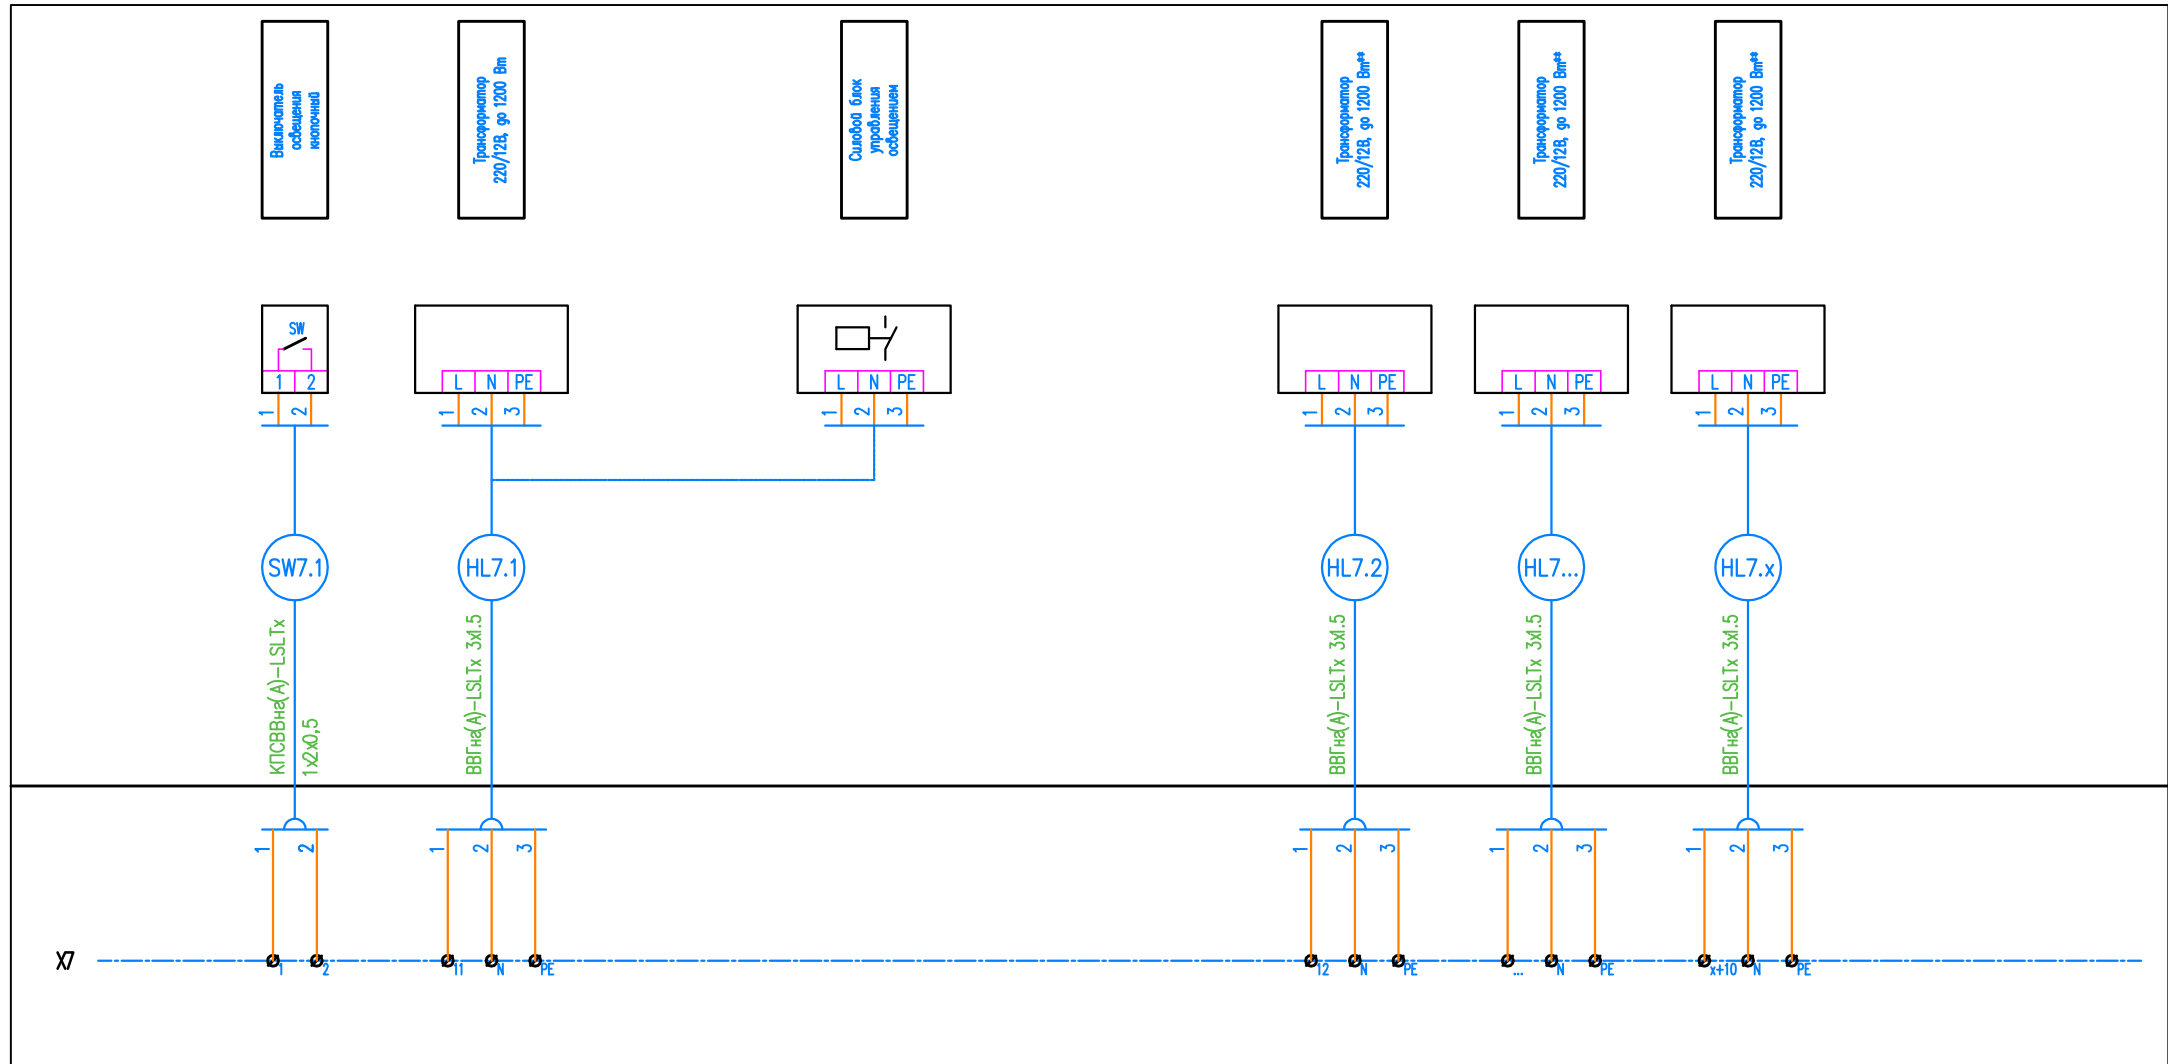 Выключатель
освещения
кнопочный
Трансформатор
220/12В, до 1200 Вт
Силовой блок
управления
освещением
Трансформатор
220/12В, до 1200 Вт**
Трансформатор
220/12В, до 1200 Вт**
Трансформатор
220/12В, до 1200 Вт**
SW
1 2
L N PE
L N PE
L N PE
L N PE
L N PE
1 2
1 2 3
1 2 3
1 2 3
1 2 3
1 2 3
SW7.1
HL7.1
HL7.2
HL7...
HL7.x
КПСВВнг(А)-LSLTx
1x2x0,5
ВВГнг(А)-LSLTx 3x1.5
ВВГнг(А)-LSLTx 3x1.5
ВВГнг(А)-LSLTx 3x1.5
ВВГнг(А)-LSLTx 3x1.5
1 2
1 2 3
1 2 3
1 2 3
1 2 3
X7
1 2
11 N PE
12 N PE
... N PE
x+10 N PE